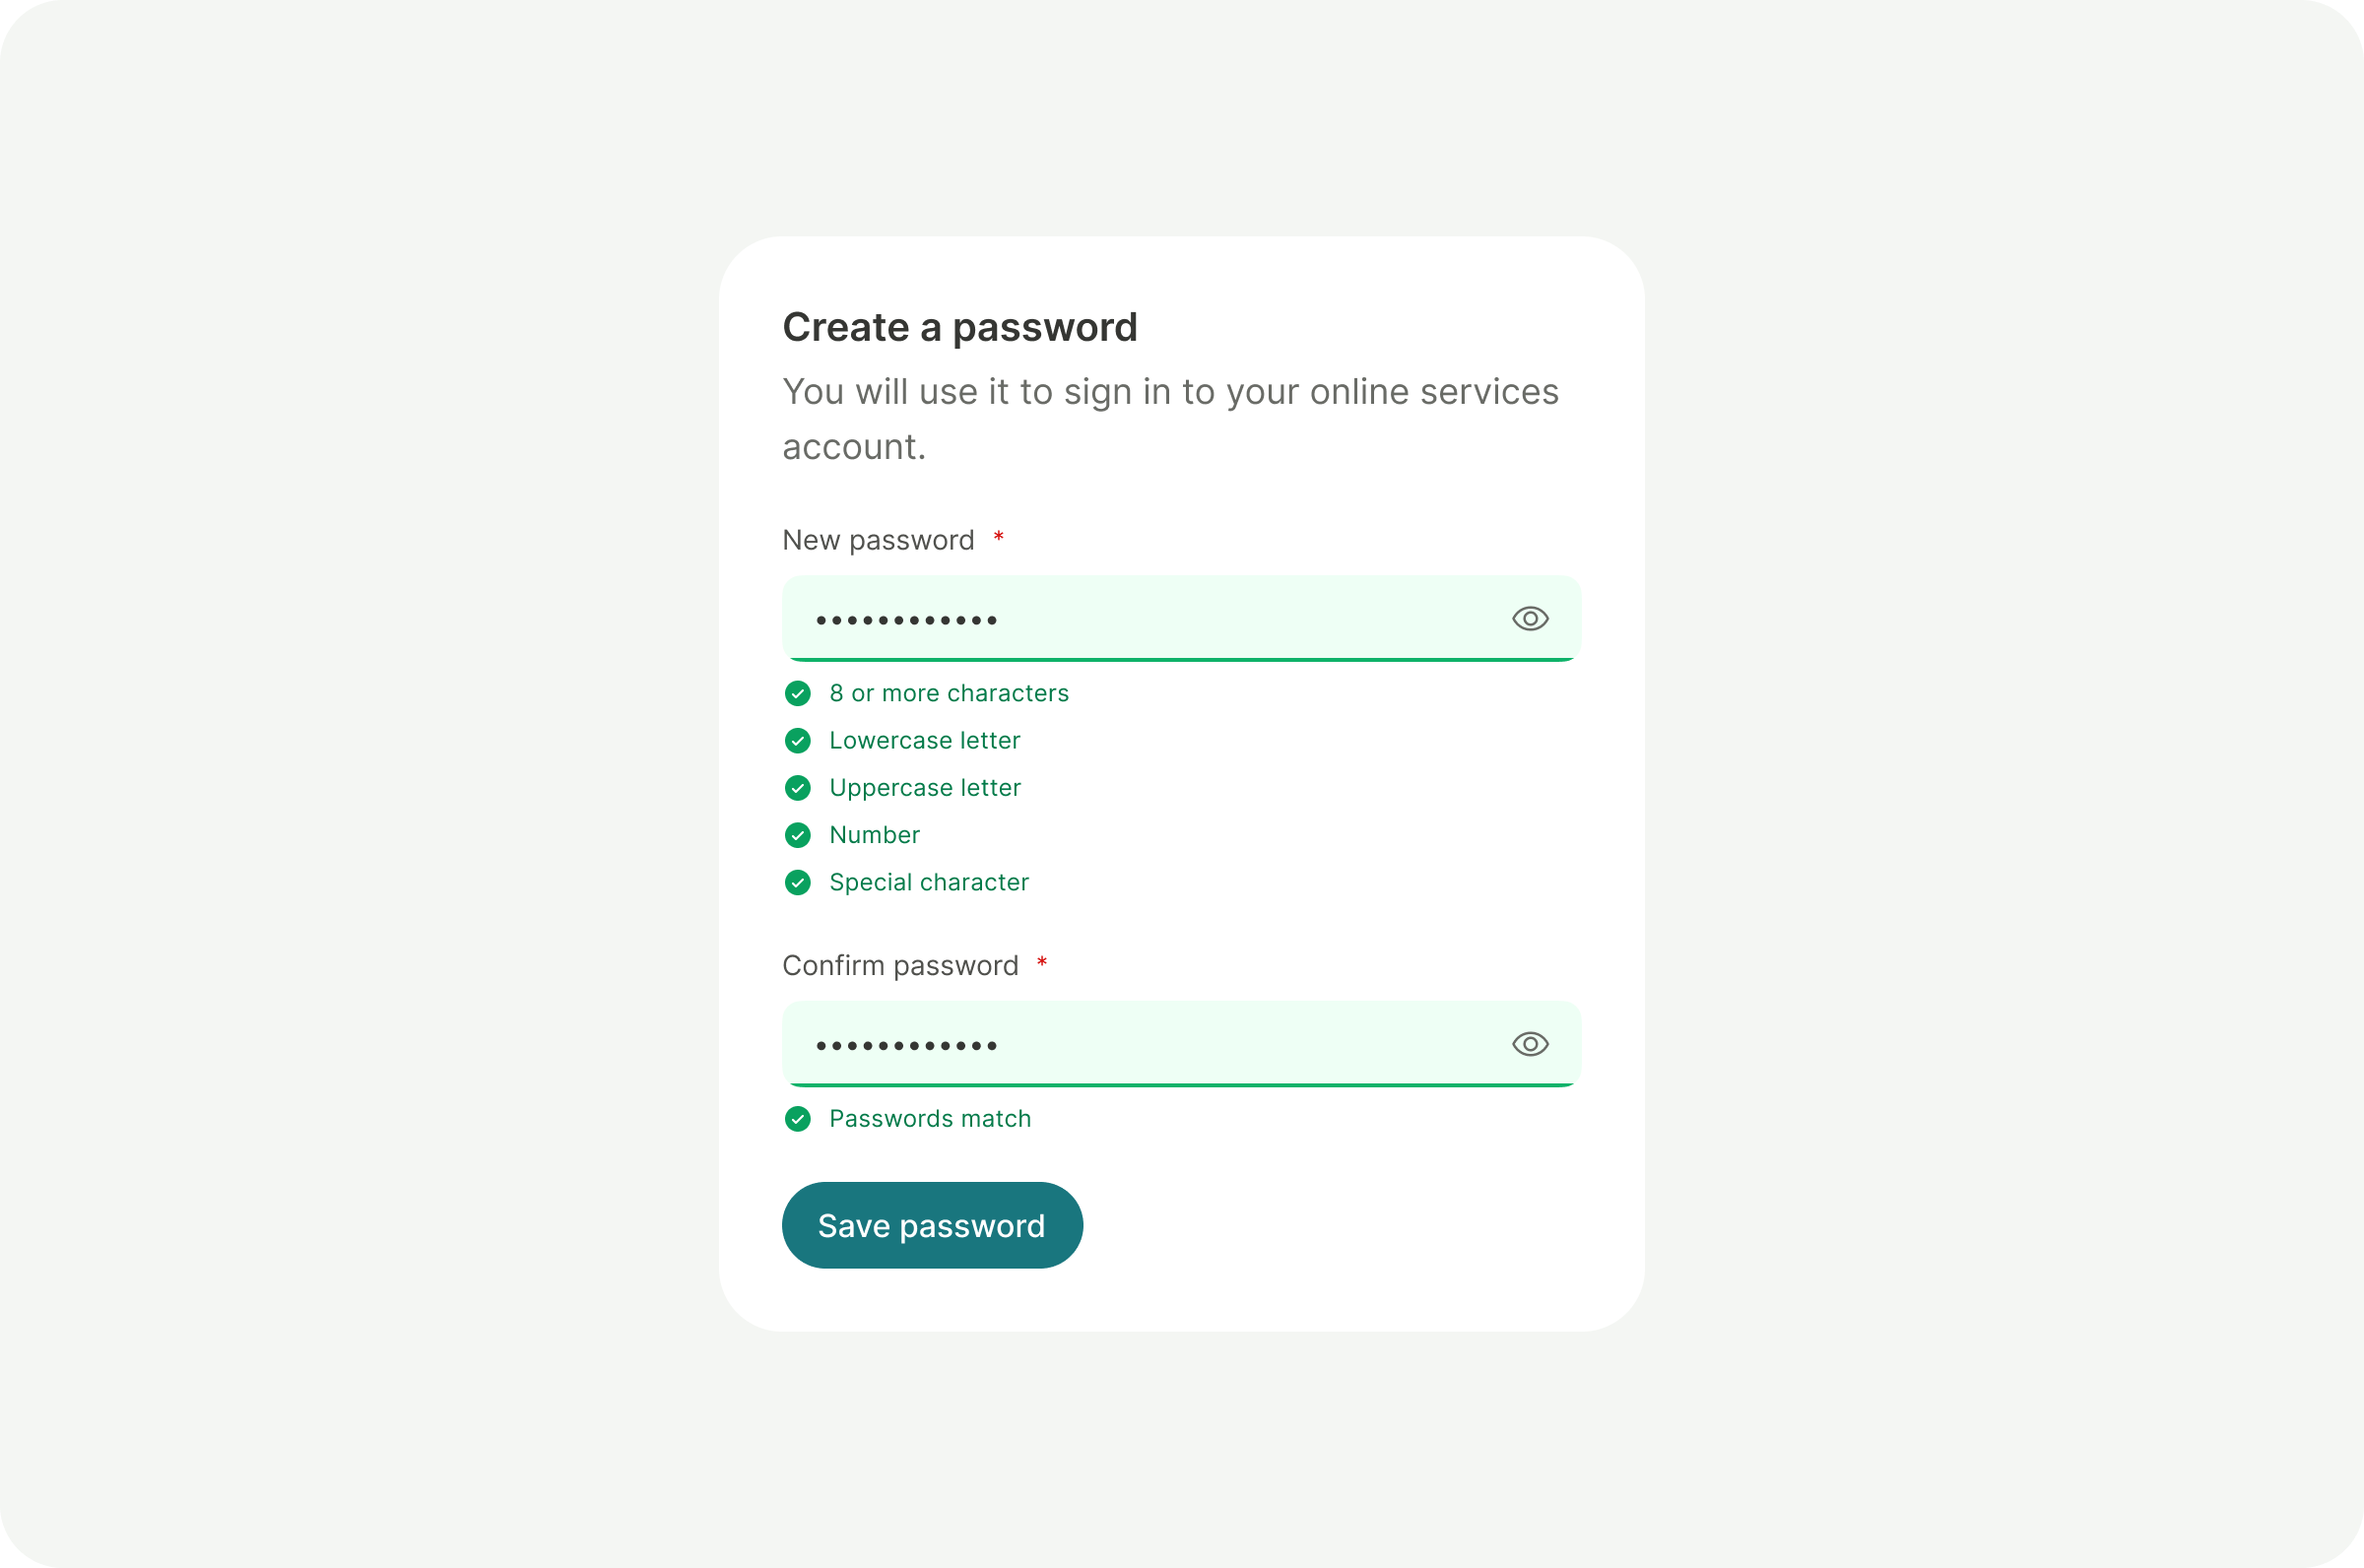 Create a password
You will use it to sign in to your online services
account.
New password *
••••••••••••
8 or more characters
Lowercase letter
Uppercase letter
Number
Special character
Confirm password *
••••••••••••
Passwords match
Save password